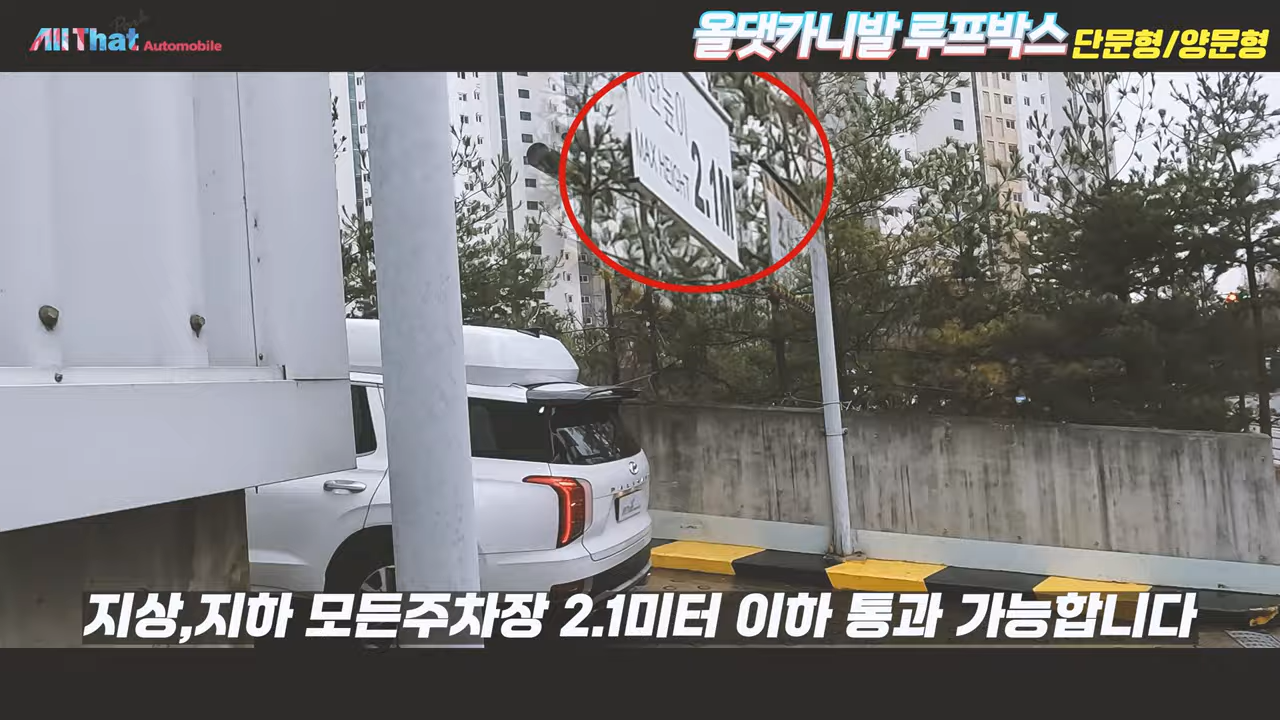 All That Automobile
올댓카니발 루프박스 단문형/양문형
제한높이
MAX HEIGHT 2.1M
지상,지하 모든주차장 2.1미터 이하 통과 가능합니다